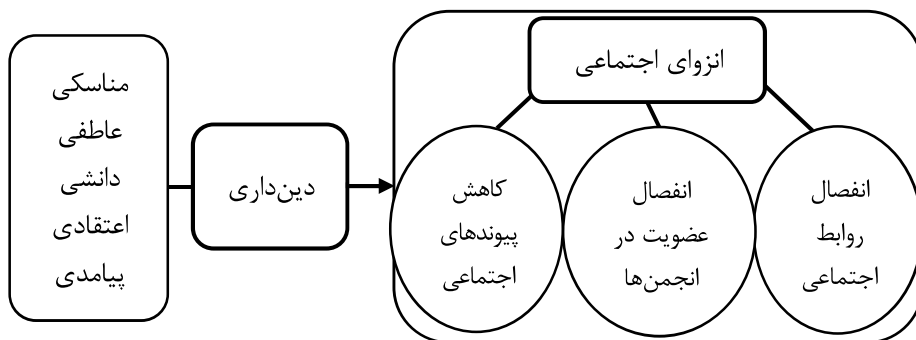 انزوای اجتماعی
انفصال
روابط
اجتماعی
انفصال
عضویت در
انجمن‌ها
کاهش
پیوندهای
اجتماعی
دین‌داری
مناسکی
عاطفی
دانشی
اعتقادی
پیامدی